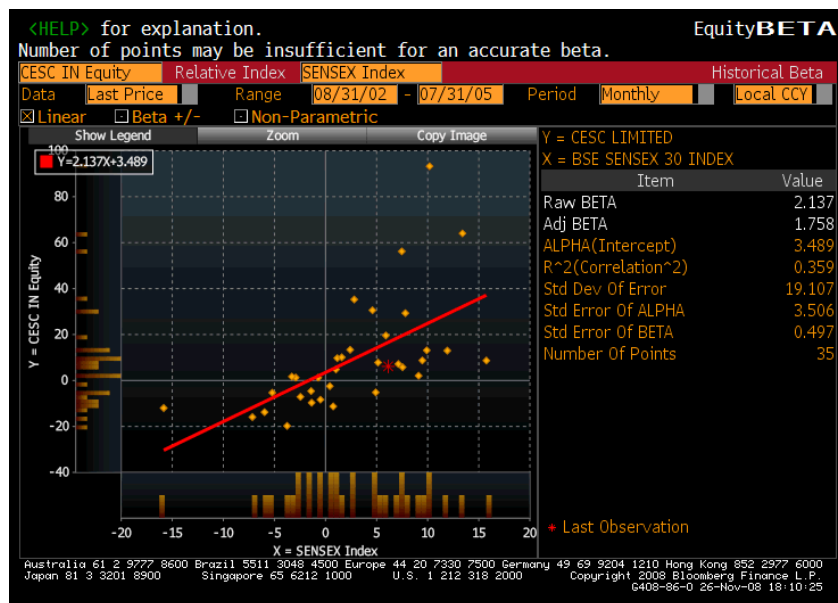 <HELP> for explanation. EquityBETA
Number of points may be insufficient for an accurate beta.
CESC IN Equity Relative Index SENSEX Index Historical Beta
Data Last Price Range 08/31/02 - 07/31/05 Period Monthly Local CCY
Linear Beta +/- Non-Parametric
Show Legend Zoom Copy Image
Y = CESC LIMITED
X = BSE SENSEX 30 INDEX
Item Value
Raw BETA 2.137
Adj BETA 1.758
ALPHA(Intercept) 3.489
R^2(Correlation^2) 0.359
Std Dev Of Error 19.107
Std Error Of ALPHA 3.506
Std Error Of BETA 0.497
Number Of Points 35
* Last Observation
100
Y=2.137X+3.489
80
60
40
20
0
-20
-40
Y = CESC IN Equity
-20 -15 -10 -5 0 5 10 15 20
X = SENSEX Index
Australia 61 2 9777 8600 Brazil 5511 3048 4500 Europe 44 20 7330 7500 Germany 49 69 9204 1210 Hong Kong 852 2977 6000
Japan 81 3 3201 8900 Singapore 65 6212 1000 U.S. 1 212 318 2000 Copyright 2008 Bloomberg Finance L.P.
G408-86-0 26-Nov-08 18:10:25